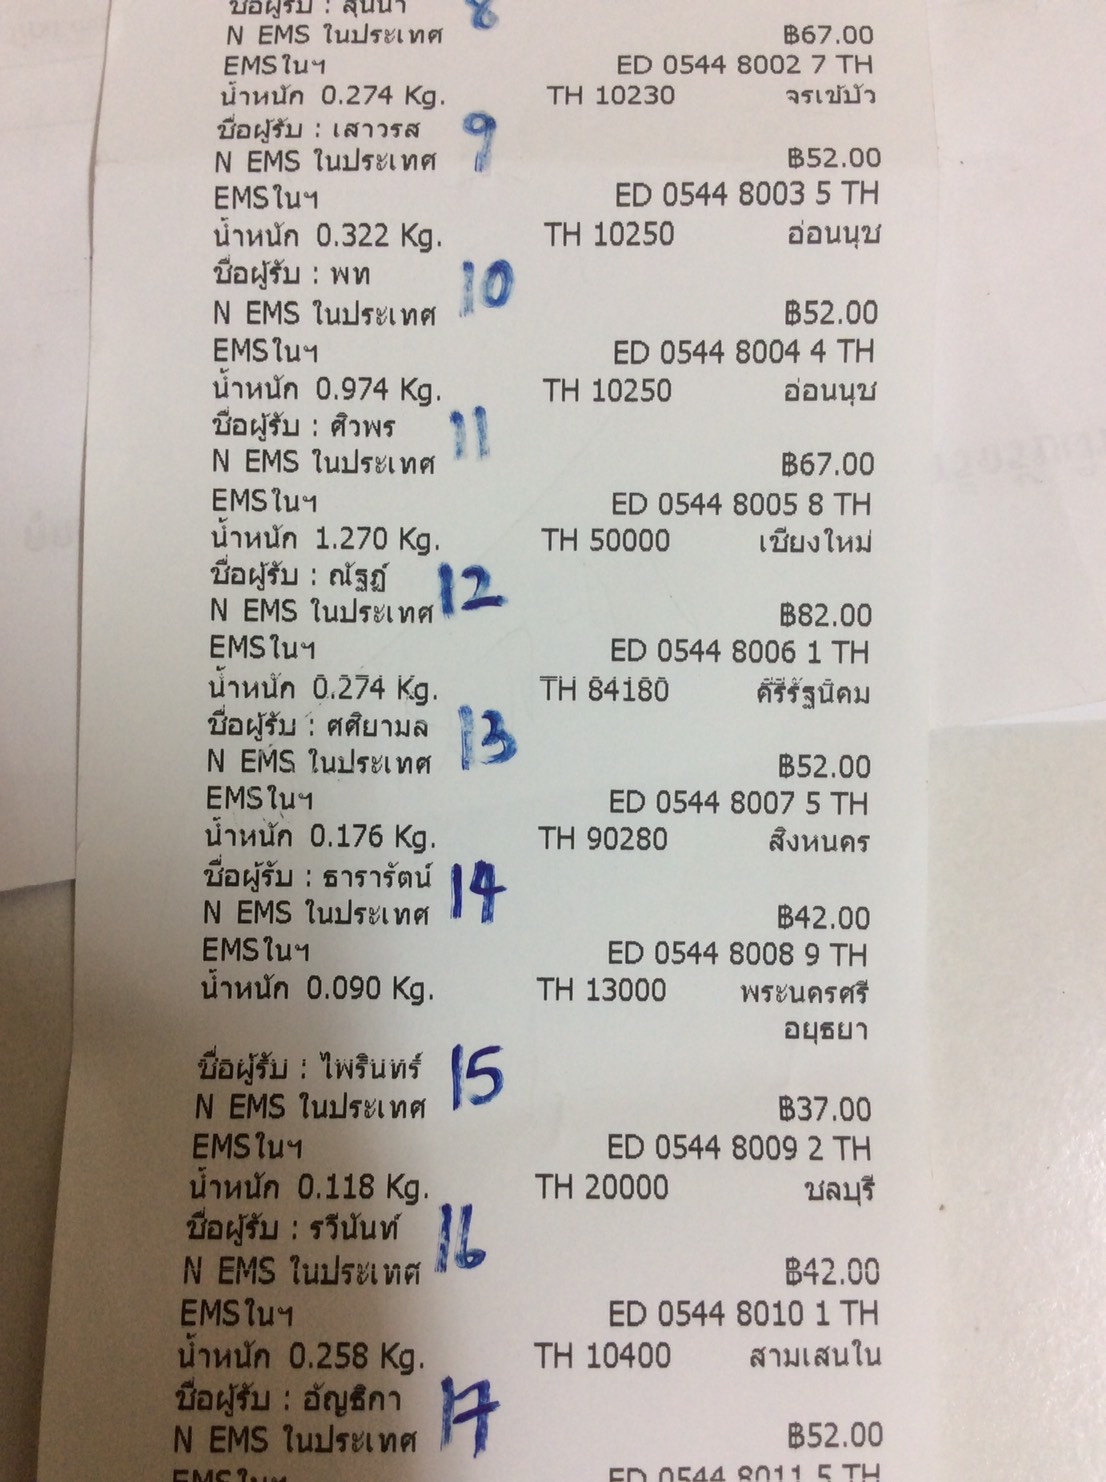 ชื่อผู้รับ : สุนนา 8
N EMS ในประเทศ ฿67.00
EMSในฯ ED 0544 8002 7 TH
น้ำหนัก 0.274 Kg. TH 10230 จรเข้บัว
ชื่อผู้รับ : เสาวรส 9
N EMS ในประเทศ ฿52.00
EMSในฯ ED 0544 8003 5 TH
น้ำหนัก 0.322 Kg. TH 10250 อ่อนนุช
ชื่อผู้รับ : พท 10
N EMS ในประเทศ ฿52.00
EMSในฯ ED 0544 8004 4 TH
น้ำหนัก 0.974 Kg. TH 10250 อ่อนนุช
ชื่อผู้รับ : ศิวพร 11
N EMS ในประเทศ ฿67.00
EMSในฯ ED 0544 8005 8 TH
น้ำหนัก 1.270 Kg. TH 50000 เชียงใหม่
ชื่อผู้รับ : ณัฐฏ์ 12
N EMS ในประเทศ ฿82.00
EMSในฯ ED 0544 8006 1 TH
น้ำหนัก 0.274 Kg. TH 84180 คีรีรัฐนิคม
ชื่อผู้รับ : ศศิยามล 13
N EMS ในประเทศ ฿52.00
EMSในฯ ED 0544 8007 5 TH
น้ำหนัก 0.176 Kg. TH 90280 สิงหนคร
ชื่อผู้รับ : ธารารัตน์ 14
N EMS ในประเทศ ฿42.00
EMSในฯ ED 0544 8008 9 TH
น้ำหนัก 0.090 Kg. TH 13000 พระนครศรี
อยุธยา
ชื่อผู้รับ : ไพรินทร์ 15
N EMS ในประเทศ ฿37.00
EMSในฯ ED 0544 8009 2 TH
น้ำหนัก 0.118 Kg. TH 20000 ชลบุรี
ชื่อผู้รับ : รวีนันท์ 16
N EMS ในประเทศ ฿42.00
EMSในฯ ED 0544 8010 1 TH
น้ำหนัก 0.258 Kg. TH 10400 สามเสนใน
ชื่อผู้รับ : อัญธิกา 17
N EMS ในประเทศ ฿52.00
EMSในฯ ED 0544 8011 5 TH